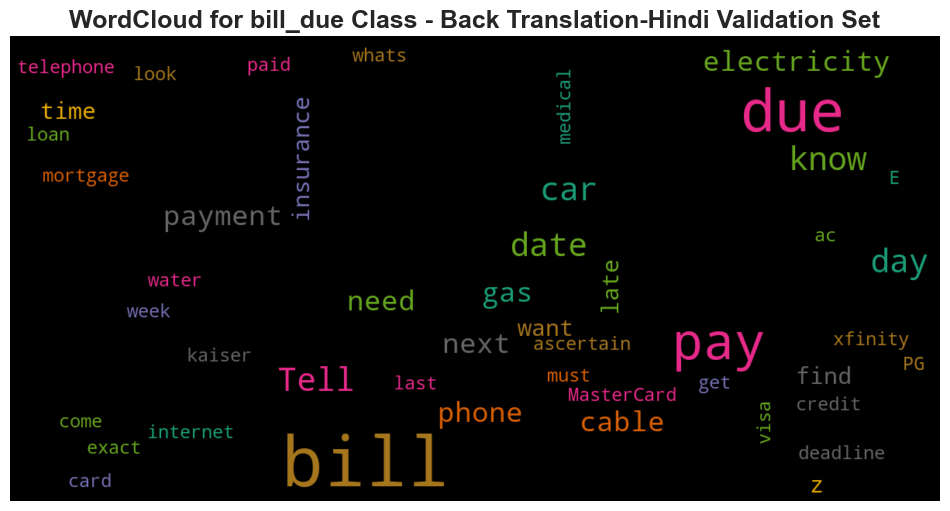 WordCloud for bill_due Class - Back Translation-Hindi Validation Set
telephone
look
paid
whats
electricity
time
loan
insurance
medical
due
know
mortgage
E
car
payment
date
ac
day
water
week
need
gas
late
want
next
ascertain
pay
xfinity
PG
kaiser
Tell
last
must
MasterCard
get
find
credit
phone
cable
visa
come
exact
internet
bill
deadline
card
z